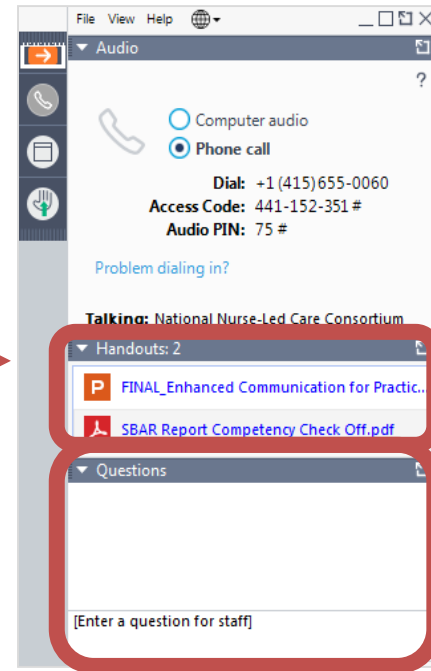 File View Help
Audio
?
Computer audio
Phone call
Dial: +1 (415) 655-0060
Access Code: 441-152-351 #
Audio PIN: 75 #
Problem dialing in?
Talking: National Nurse-Led Care Consortium
Handouts: 2
P FINAL_Enhanced Communication for Practic...
SBAR Report Competency Check Off.pdf
Questions
[Enter a question for staff]